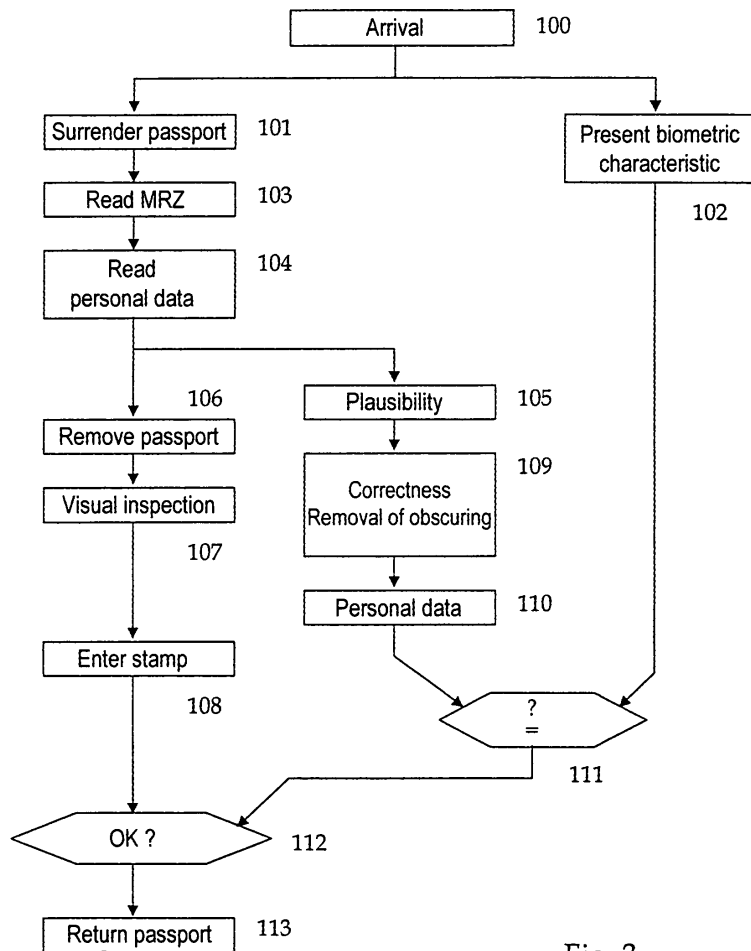 Arrival 100
Surrender passport 101
Present biometric
characteristic
102
Read MRZ 103
Read
personal data
104
106
Remove passport
Plausibility 105
Visual inspection
107
Correctness
Removal of obscuring
109
Personal data 110
Enter stamp
108
?
=
111
OK ? 112
Return passport 113